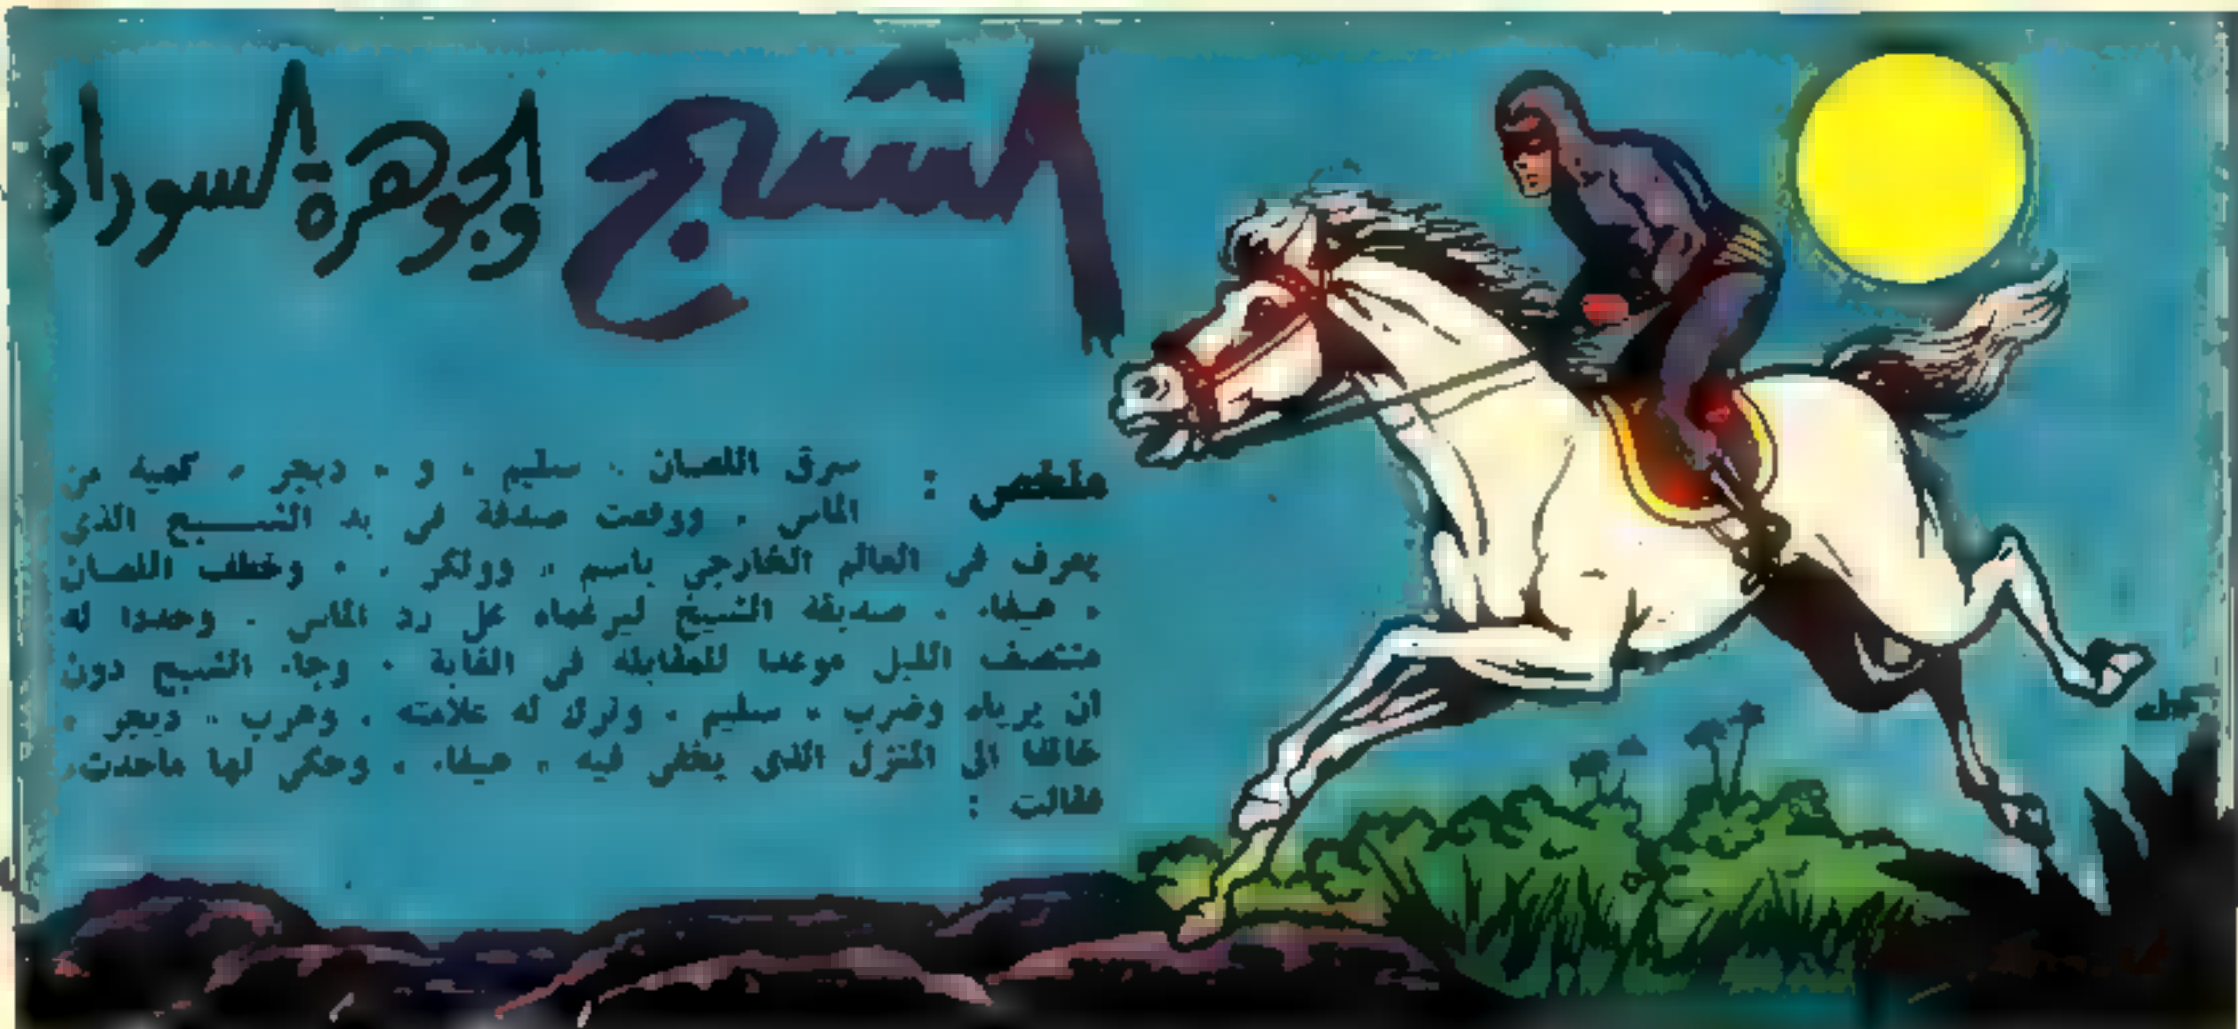 الشبح والجوهرة السوداء
ملخص : سرق اللصان ، سليم ، و ، ديجر ، كمية من
الماس ، ووقعت صدفة في يد الشبح الذي
يعرف في العالم الخارجي باسم « وولكر » ، وخطف اللصان
« هيفاء » صديقة الشبح ليرغماه على رد الماس ، وحددا له
منتصف الليل موعدا للمقابلة في الغابة ، وجاء الشبح دون
ان يرياه وضرب « سليم » وترك له علامته ، وهرب « ديجر »
خائفا الى المنزل الذي يخفي فيه « هيفاء » وحكى لها ماحدث،
فقالت :